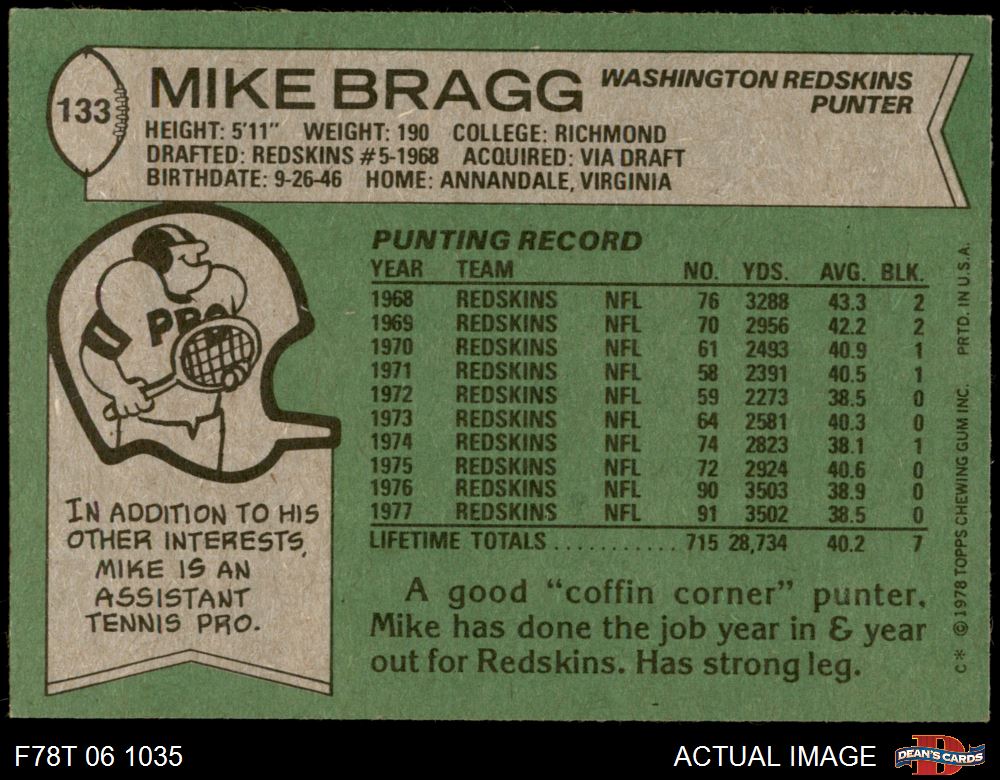 133
MIKE BRAGG
WASHINGTON REDSKINS
PUNTER
HEIGHT: 5'11" WEIGHT: 190 COLLEGE: RICHMOND
DRAFTED: REDSKINS #5-1968 ACQUIRED: VIA DRAFT
BIRTHDATE: 9-26-46 HOME: ANNANDALE, VIRGINIA
PRO
IN ADDITION TO HIS
OTHER INTERESTS,
MIKE IS AN
ASSISTANT
TENNIS PRO.
PUNTING RECORD
YEAR TEAM NO. YDS. AVG. BLK.
1968 REDSKINS NFL 76 3288 43.3 2
1969 REDSKINS NFL 70 2956 42.2 2
1970 REDSKINS NFL 61 2493 40.9 1
1971 REDSKINS NFL 58 2391 40.5 1
1972 REDSKINS NFL 59 2273 38.5 0
1973 REDSKINS NFL 64 2581 40.3 0
1974 REDSKINS NFL 74 2823 38.1 1
1975 REDSKINS NFL 72 2924 40.6 0
1976 REDSKINS NFL 90 3503 38.9 0
1977 REDSKINS NFL 91 3502 38.5 0
LIFETIME TOTALS ........... 715 28,734 40.2 7
A good “coffin corner” punter,
Mike has done the job year in & year
out for Redskins. Has strong leg.
C* © 1978 TOPPS CHEWING GUM INC. PRTD. IN U.S.A.
F78T 06 1035
ACTUAL IMAGE
D
DEAN'S CARDS